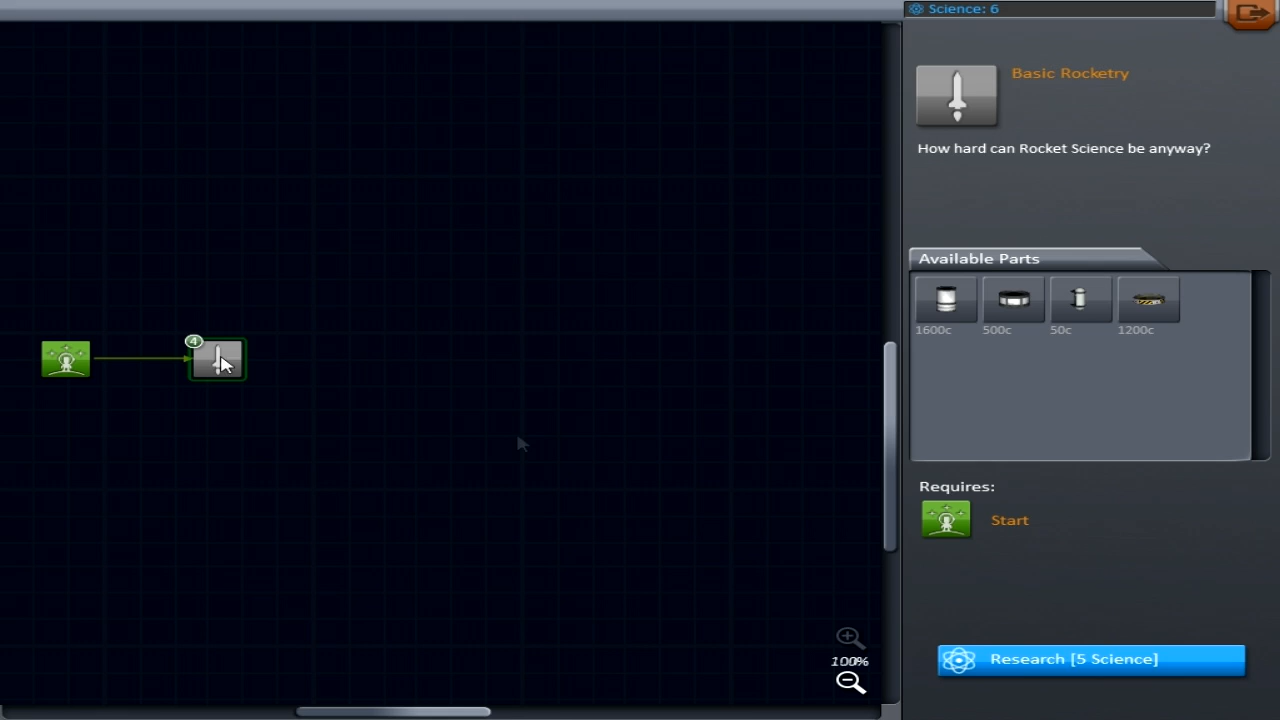 Science: 6
Basic Rocketry
How hard can Rocket Science be anyway?
Available Parts
1600c 500c 50c 1200c
4
Requires:
Start
100%
Research [5 Science]